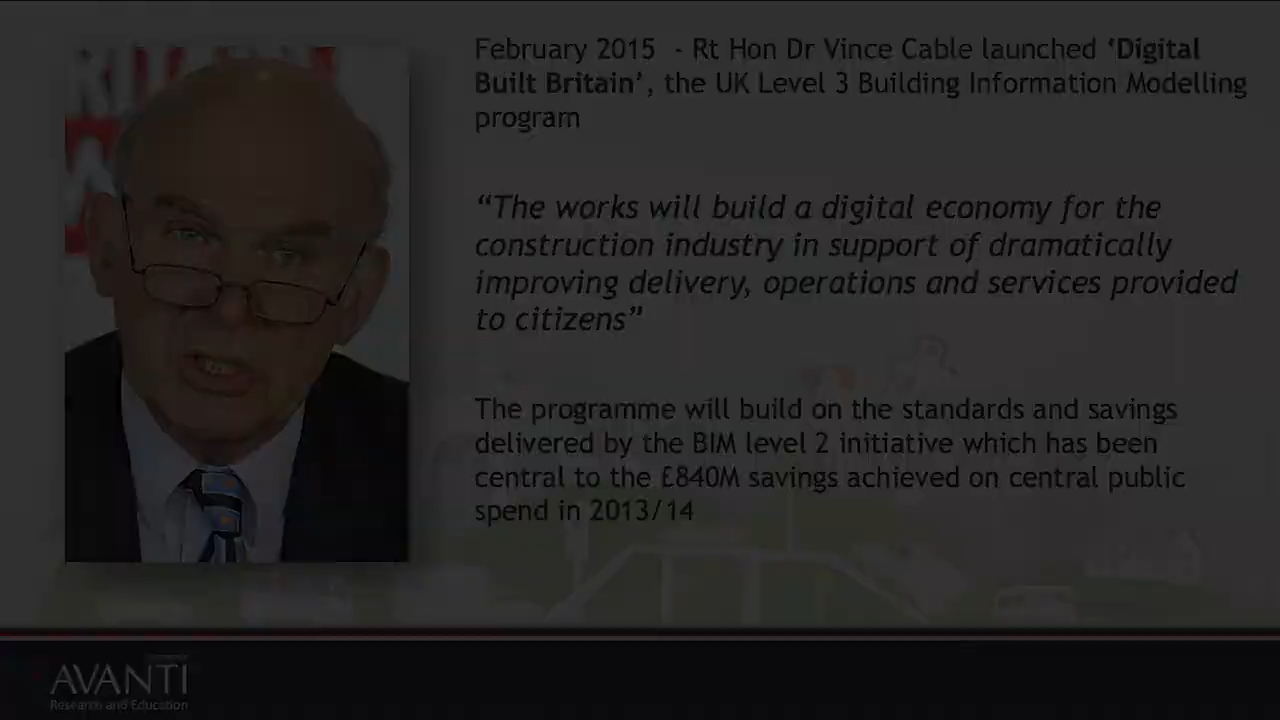 February 2015 - Rt Hon Dr Vince Cable launched ‘Digital
Built Britain’, the UK Level 3 Building Information Modelling
program
“The works will build a digital economy for the
construction industry in support of dramatically
improving delivery, operations and services provided
to citizens”
The programme will build on the standards and savings
delivered by the BIM level 2 initiative which has been
central to the £840M savings achieved on central public
spend in 2013/14
AVANTI
Research and Education